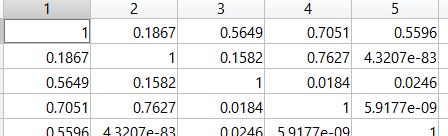 1 2 3 4 5
1 0.1867 0.5649 0.7051 0.5596
0.1867 1 0.1582 0.7627 4.3207e-83
0.5649 0.1582 1 0.0184 0.0246
0.7051 0.7627 0.0184 1 5.9177e-09
0.5596 4.3207e-83 0.0246 5.9177e-09 1